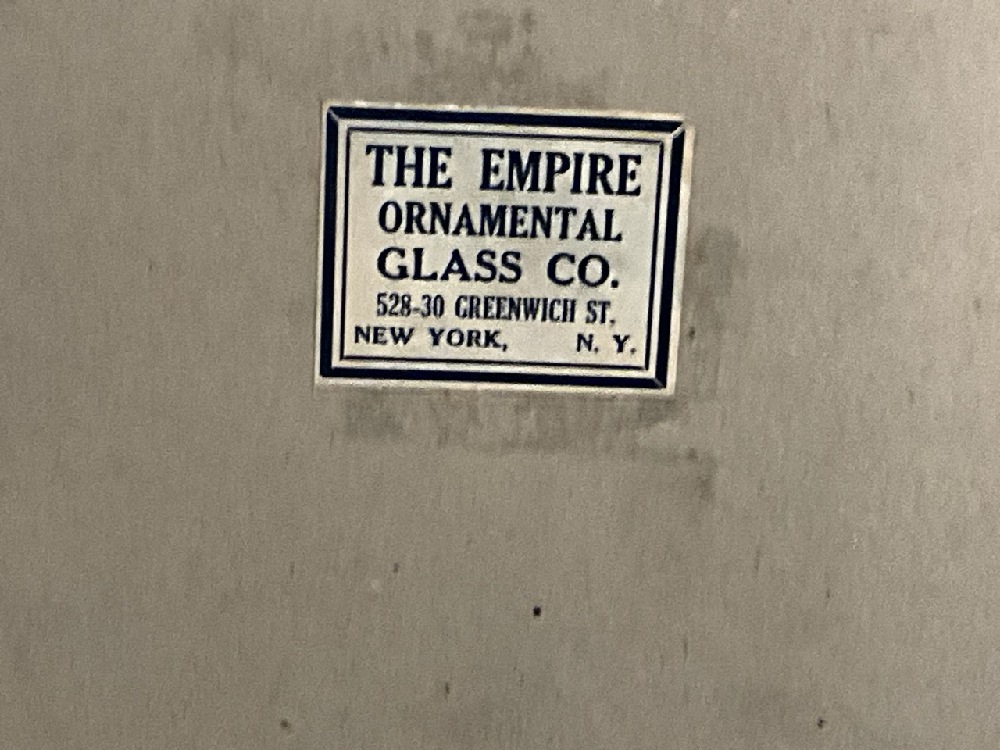 THE EMPIRE
ORNAMENTAL
GLASS CO.
528-30 GREENWICH ST.
NEW YORK, N. Y.